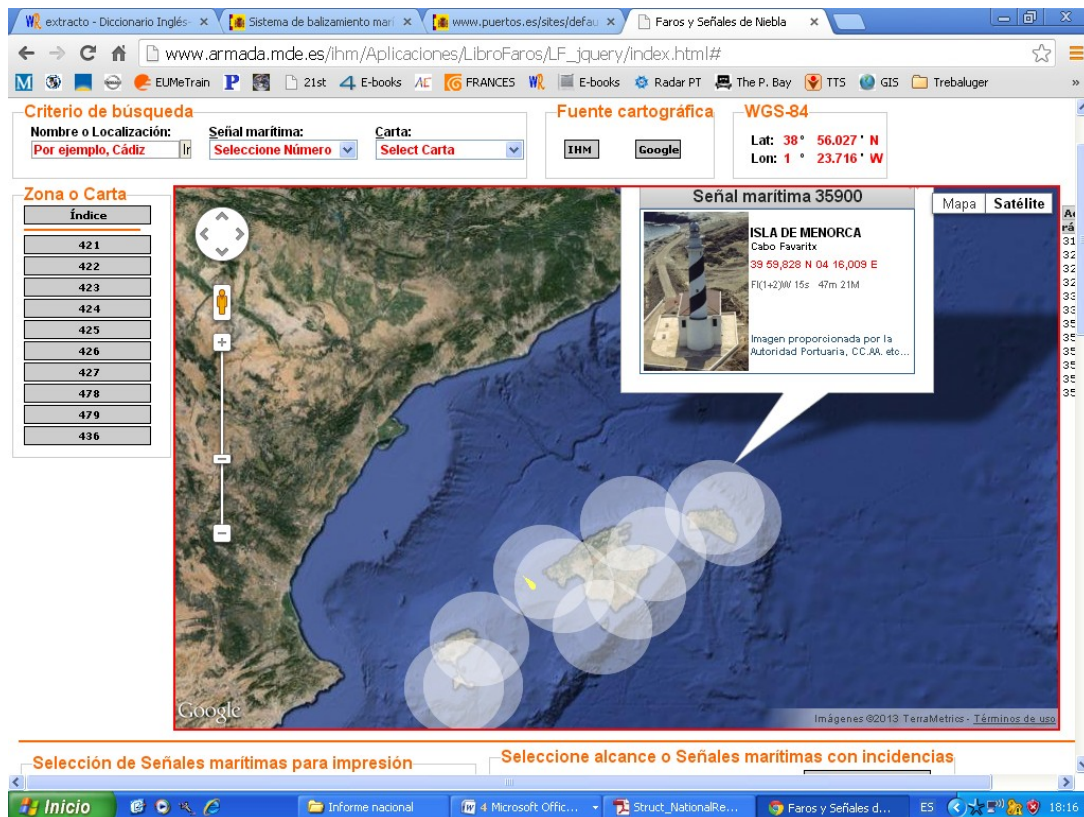 extracto - Diccionario Inglés-
Sistema de balizamiento marí
www.puertos.es/sites/defau
Faros y Señales de Niebla
www.armada.mde.es/ihm/Aplicaciones/LibroFaros/LF_jquery/index.html#
EUMeTrain
21st
E-books
FRANCES
E-books
Radar PT
The P. Bay
TTS
GIS
Trebaluger
»
Criterio de búsqueda
Nombre o Localización:
Señal marítima:
Carta:
Por ejemplo, Cádiz
Ir
Seleccione Número
Select Carta
Fuente cartográfica
IHM
Google
WGS-84
Lat: 38° 56.027' N
Lon: 1 ° 23.716' W
Zona o Carta
Índice
421
422
423
424
425
426
427
478
479
436
Señal marítima 35900
ISLA DE MENORCA
Cabo Favaritx
39 59,828 N 04 16,009 E
Fl(1+2)W 15s 47m 21M
Imagen proporcionada por la
Autoridad Portuaria, CC.AA. etc...
Mapa
Satélite
Google
Imágenes ©2013 TerraMetrics - Términos de uso
Selección de Señales marítimas para impresión
Seleccione alcance o Señales marítimas con incidencias
Inicio
Informe nacional
4 Microsoft Offic...
Struct_NationalRe...
Faros y Señales d...
ES
18:16